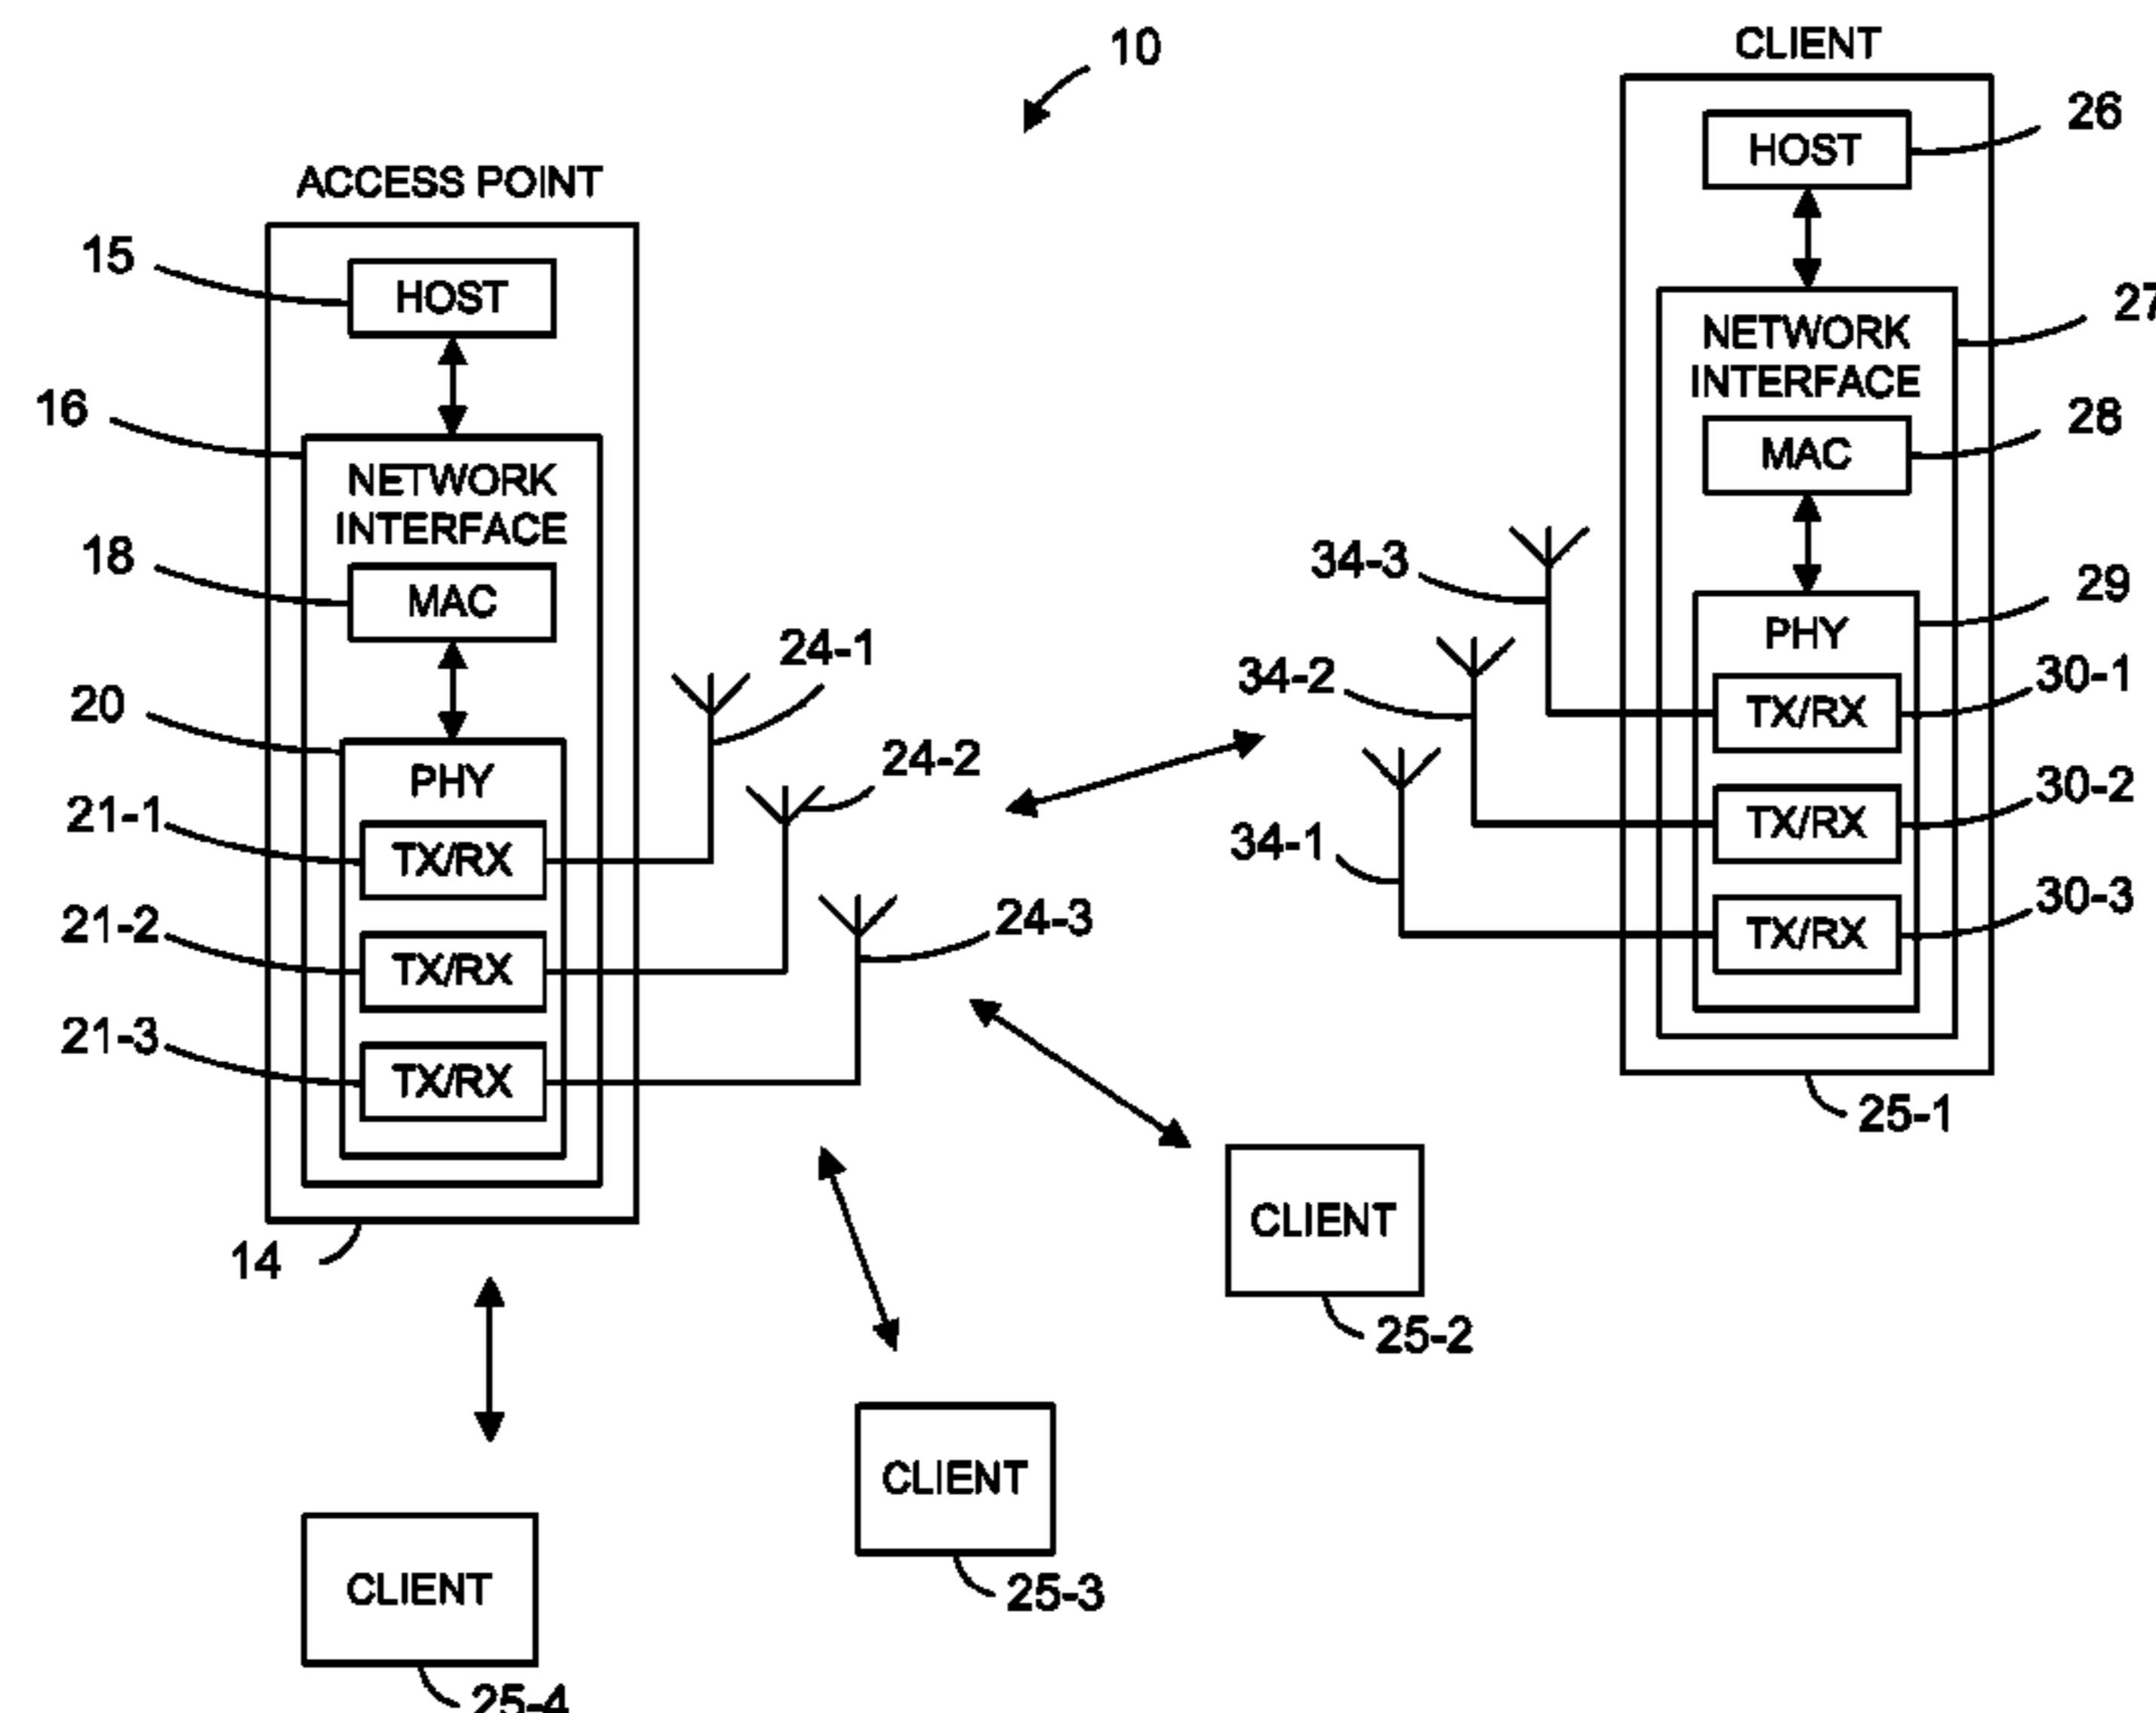 10
ACCESS POINT
15
HOST
16
NETWORK
INTERFACE
18
MAC
20
PHY
21-1
TX/RX
21-2
TX/RX
21-3
TX/RX
14
24-1
24-2
24-3
CLIENT
26
HOST
27
NETWORK
INTERFACE
28
MAC
29
PHY
34-3
30-1
TX/RX
34-2
30-2
TX/RX
34-1
30-3
TX/RX
25-1
CLIENT
25-2
CLIENT
25-3
CLIENT
25-4